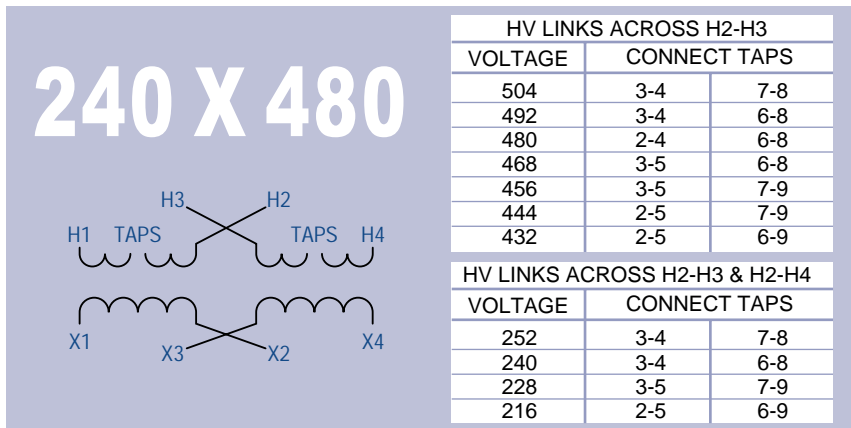 240 X 480
H3 H2
H1 TAPS TAPS H4
X1 X3 X2 X4
HV LINKS ACROSS H2-H3
VOLTAGE CONNECT TAPS
504 3-4 7-8
492 3-4 6-8
480 2-4 6-8
468 3-5 6-8
456 3-5 7-9
444 2-5 7-9
432 2-5 6-9
HV LINKS ACROSS H2-H3 & H2-H4
VOLTAGE CONNECT TAPS
252 3-4 7-8
240 3-4 6-8
228 3-5 7-9
216 2-5 6-9